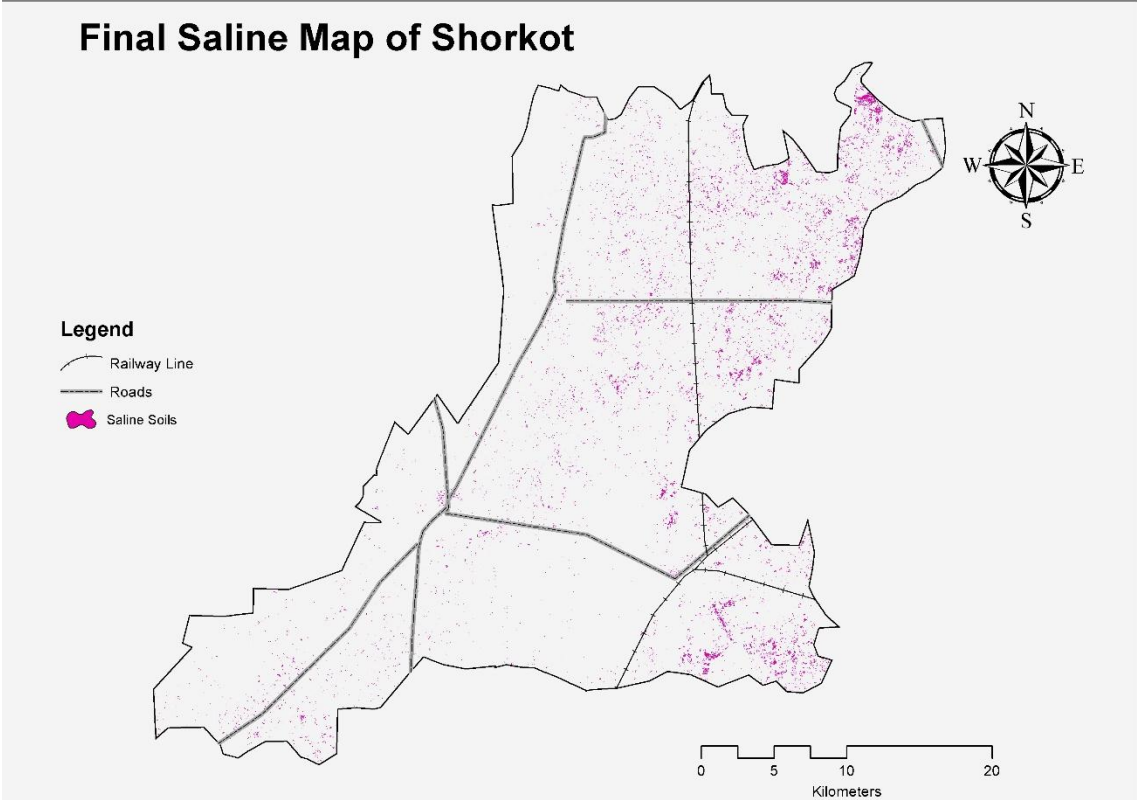 Final Saline Map of Shorkot
N
W E
S
Legend
Railway Line
Roads
Saline Soils
0 5 10 20
Kilometers